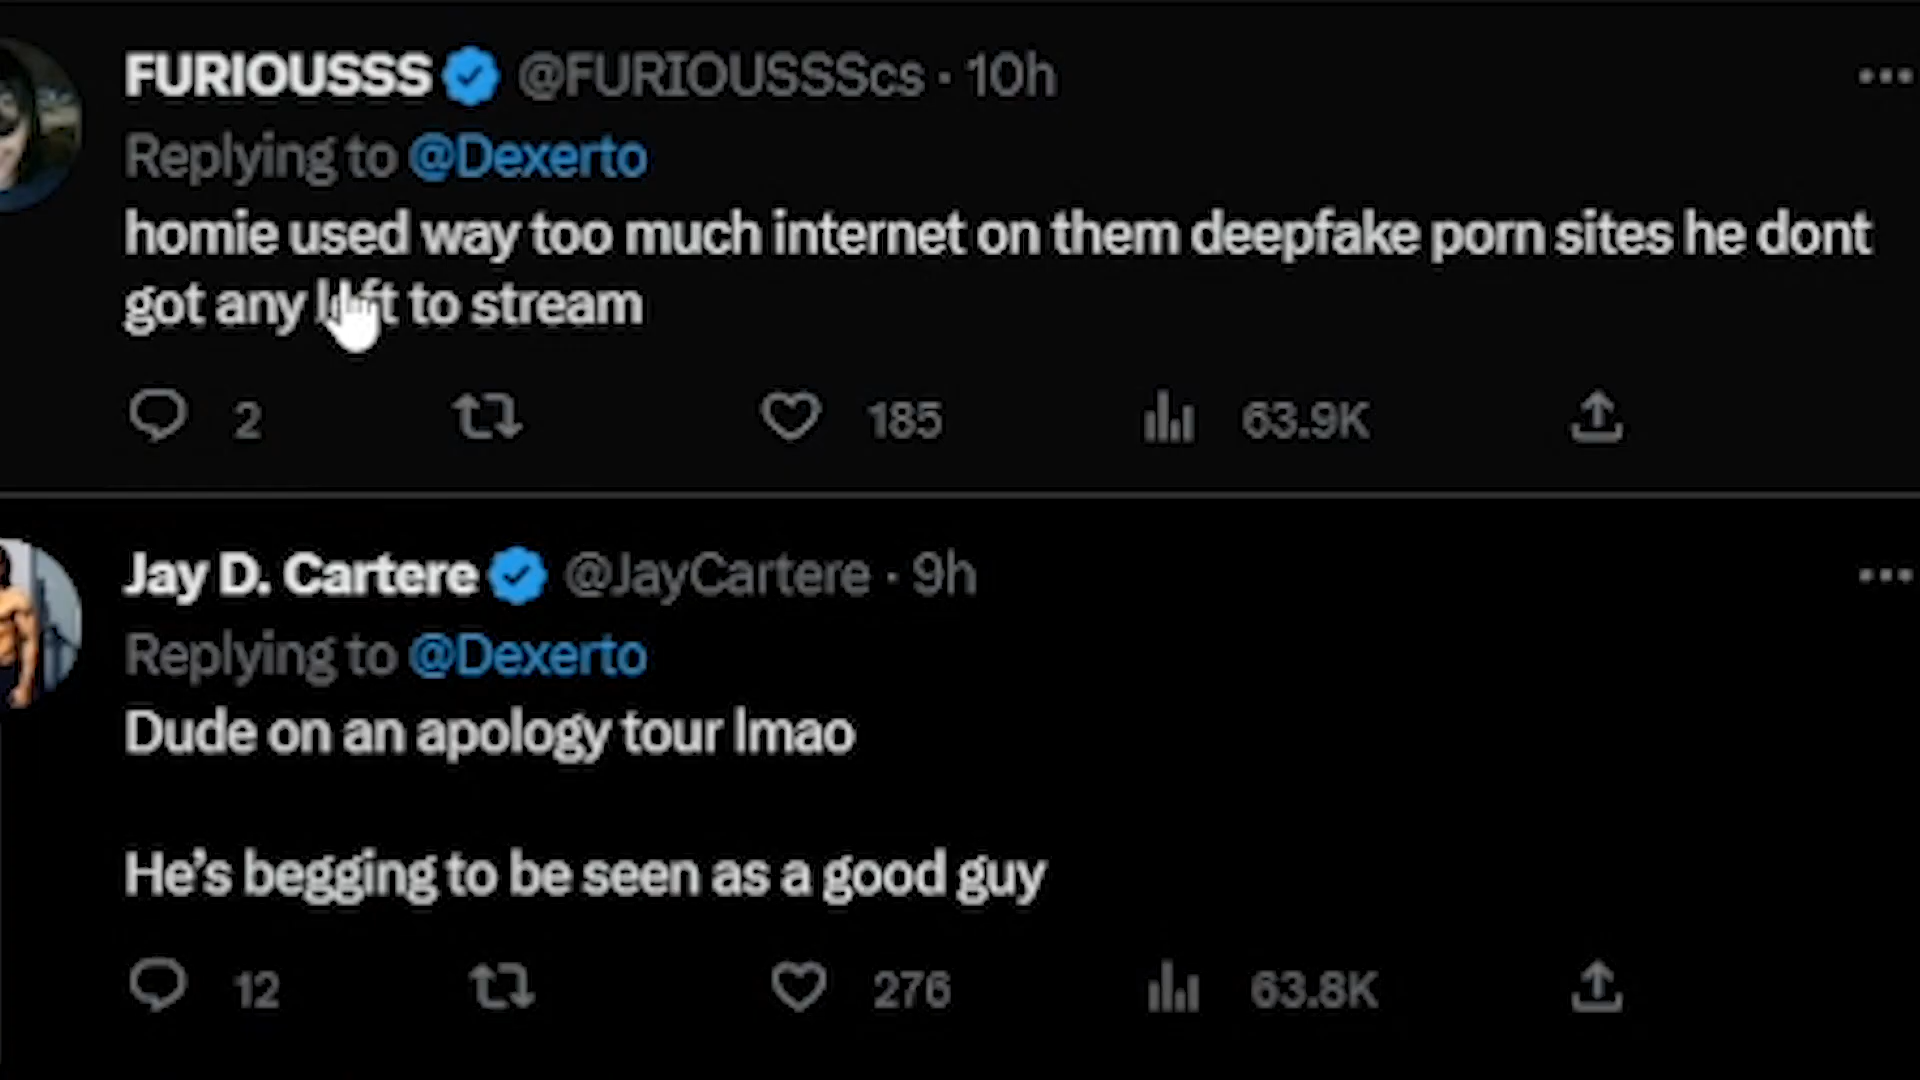 FURIOUSSS @FURIOUSSScs · 10h
Replying to @Dexerto
homie used way too much internet on them deepfake porn sites he dont
got any left to stream
2 185 63.9K
Jay D. Cartere @JayCartere · 9h
Replying to @Dexerto
Dude on an apology tour lmao
He's begging to be seen as a good guy
12 276 63.8K